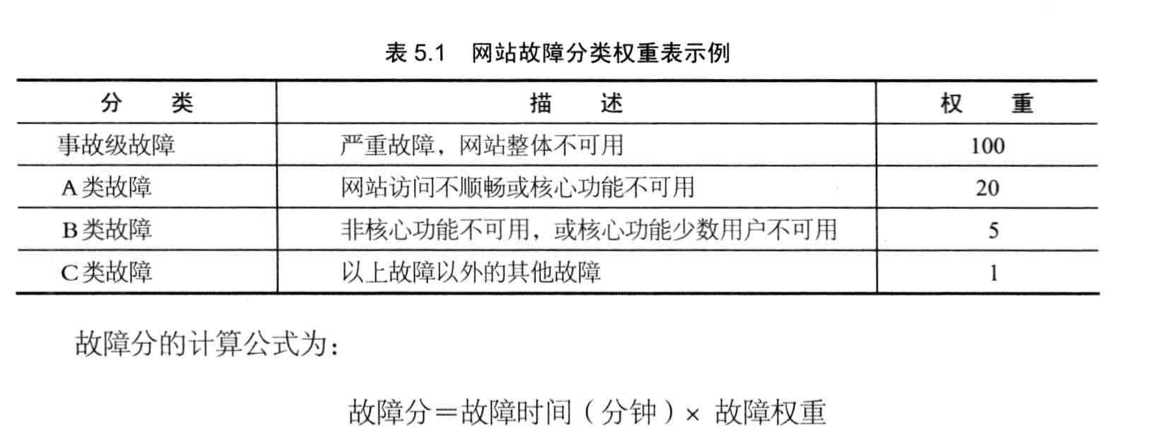 表 5.1 网站故障分类权重表示例
分 类 描 述 权 重
事故级故障 严重故障，网站整体不可用 100
A 类故障 网站访问不顺畅或核心功能不可用 20
B 类故障 非核心功能不可用，或核心功能少数用户不可用 5
C 类故障 以上故障以外的其他故障 1
故障分的计算公式为：
故障分＝故障时间（分钟）× 故障权重